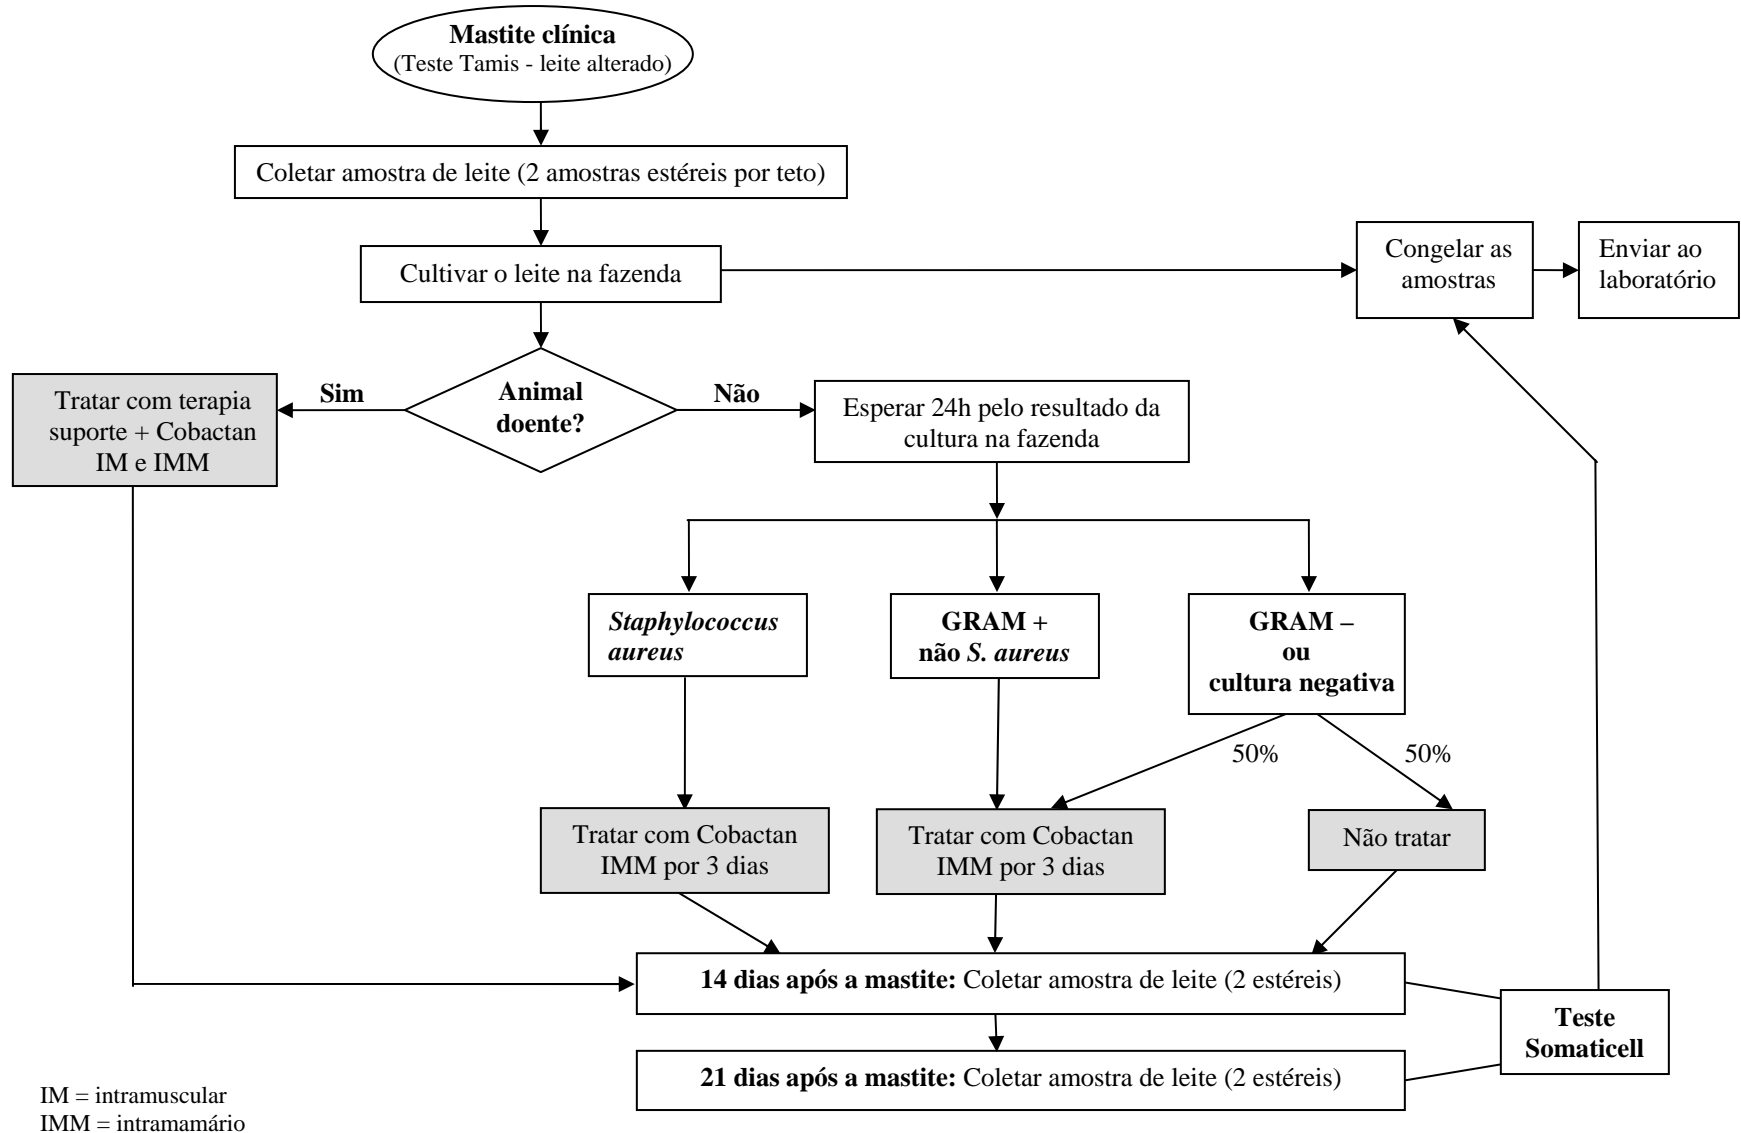 Mastite clínica
(Teste Tamis - leite alterado)
Coletar amostra de leite (2 amostras estéreis por teto)
Cultivar o leite na fazenda
Congelar as
amostras
Enviar ao
laboratório
Animal
doente?
Sim
Não
Tratar com terapia
suporte + Cobactan
IM e IMM
Esperar 24h pelo resultado da
cultura na fazenda
Staphylococcus
aureus
GRAM +
não S. aureus
GRAM –
ou
cultura negativa
50%
50%
Tratar com Cobactan
IMM por 3 dias
Tratar com Cobactan
IMM por 3 dias
Não tratar
14 dias após a mastite: Coletar amostra de leite (2 estéreis)
21 dias após a mastite: Coletar amostra de leite (2 estéreis)
Teste
Somaticell
IM = intramuscular
IMM = intramamário